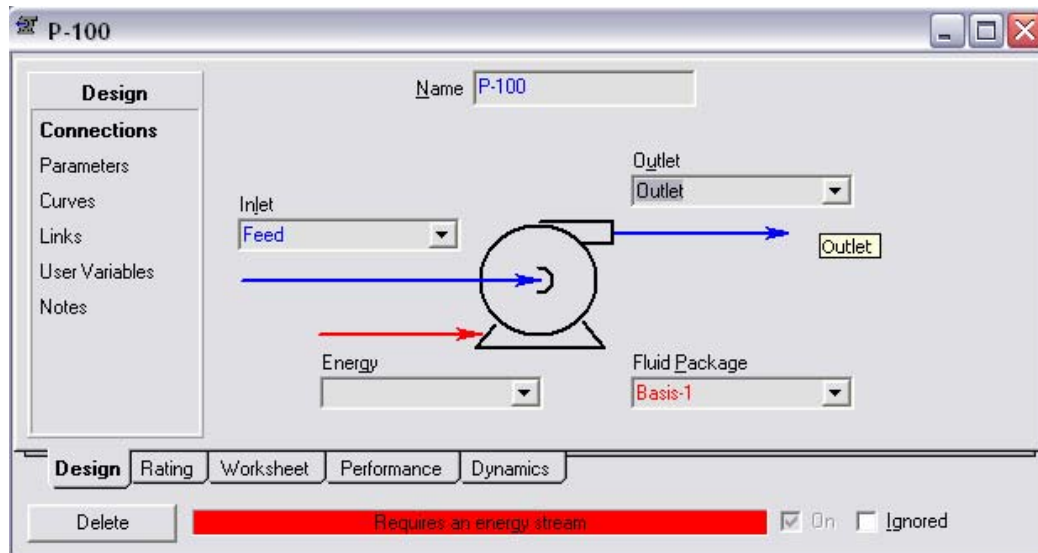 P-100
Design
Connections
Parameters
Curves
Links
User Variables
Notes
Name P-100
Outlet
Outlet
Inlet
Feed
Outlet
Energy
Fluid Package
Basis-1
Design Rating Worksheet Performance Dynamics
Delete Requires an energy stream On Ignored